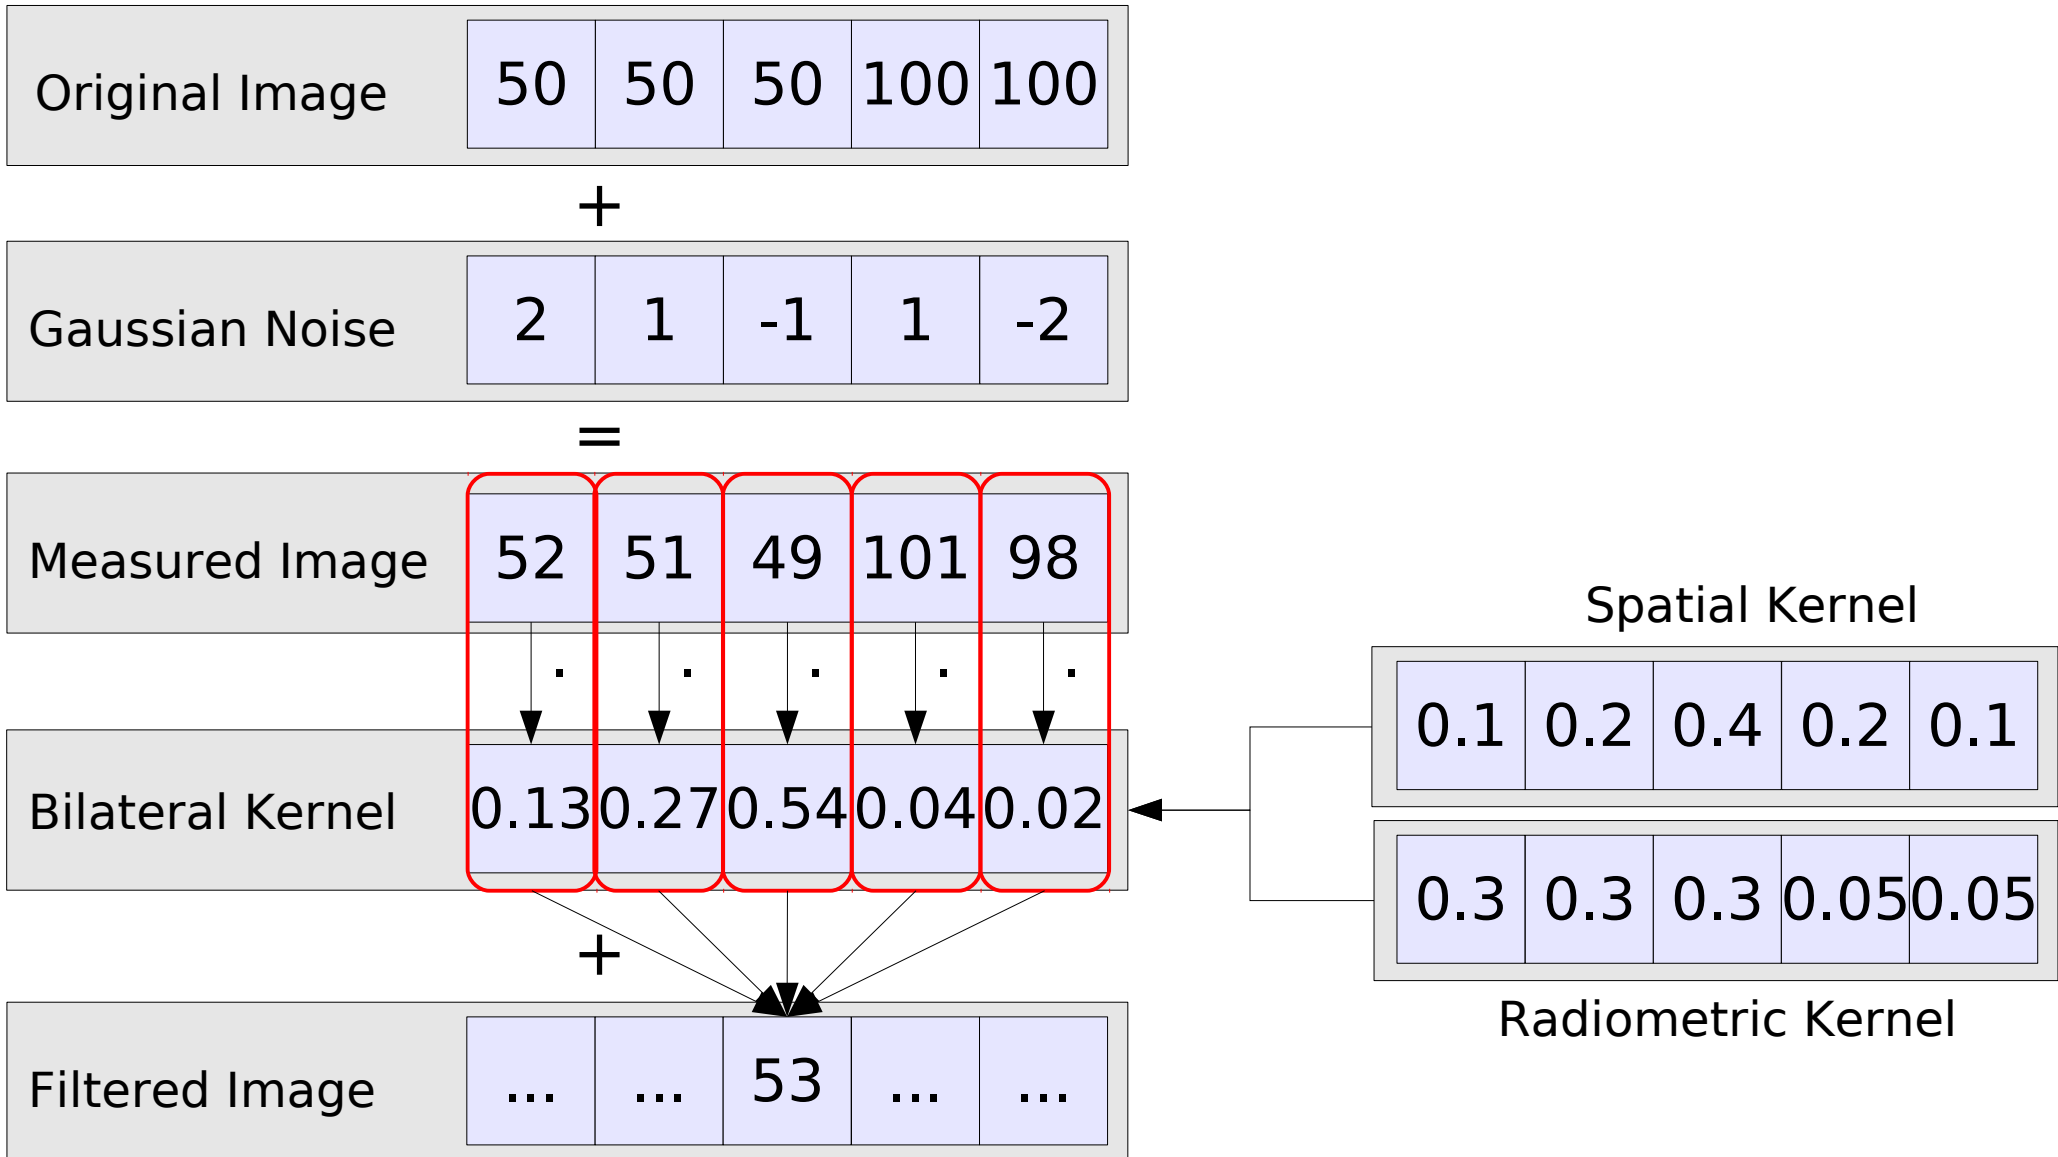 Original Image 50 50 50 100 100
+
Gaussian Noise 2 1 -1 1 -2
=
Measured Image 52 51 49 101 98
. . . . .
Bilateral Kernel 0.13 0.27 0.54 0.04 0.02
+
Filtered Image ... ... 53 ... ...
Spatial Kernel
0.1 0.2 0.4 0.2 0.1
0.3 0.3 0.3 0.05 0.05
Radiometric Kernel